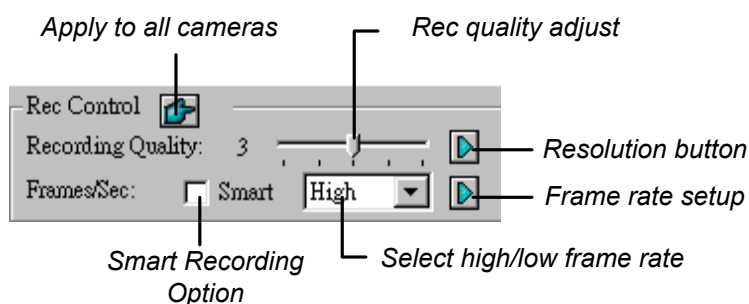 Apply to all cameras
Rec quality adjust
Rec Control
Recording Quality: 3
Resolution button
Frames/Sec: Smart High
Frame rate setup
Smart Recording
Option
Select high/low frame rate